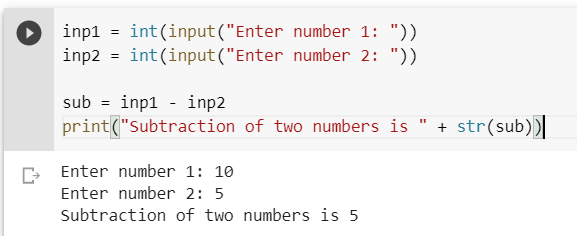 inp1 = int(input("Enter number 1: "))
inp2 = int(input("Enter number 2: "))
sub = inp1 - inp2
print("Subtraction of two numbers is " + str(sub))
Enter number 1: 10
Enter number 2: 5
Subtraction of two numbers is 5